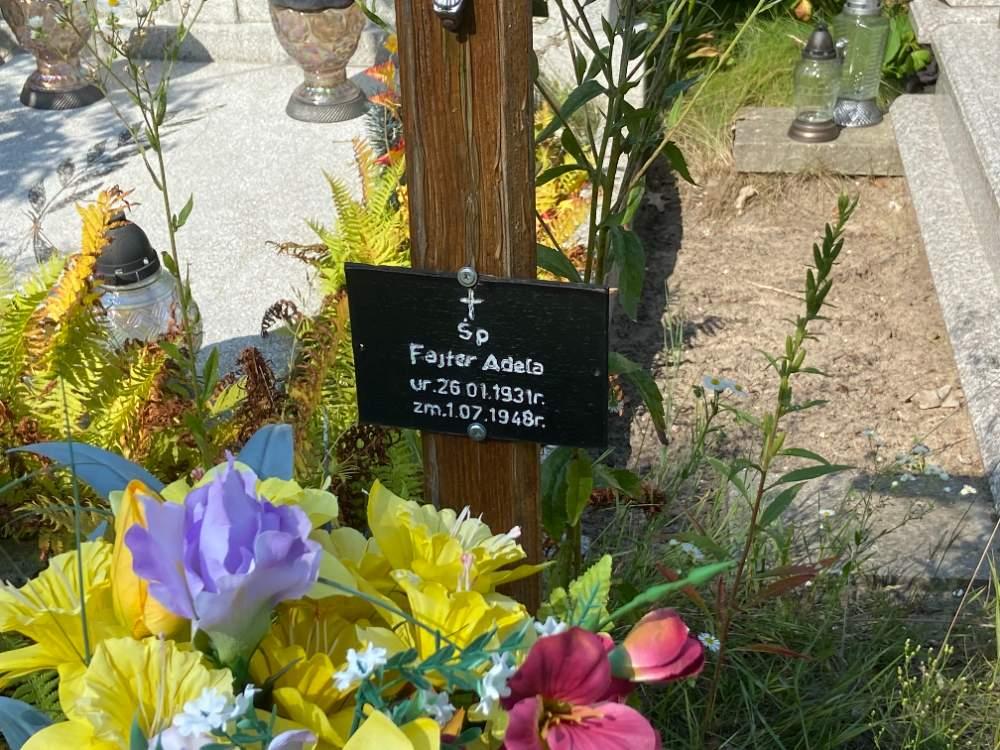 Śp
Fajter Adela
ur.26 01.1931r.
zm.1.07.1948r.